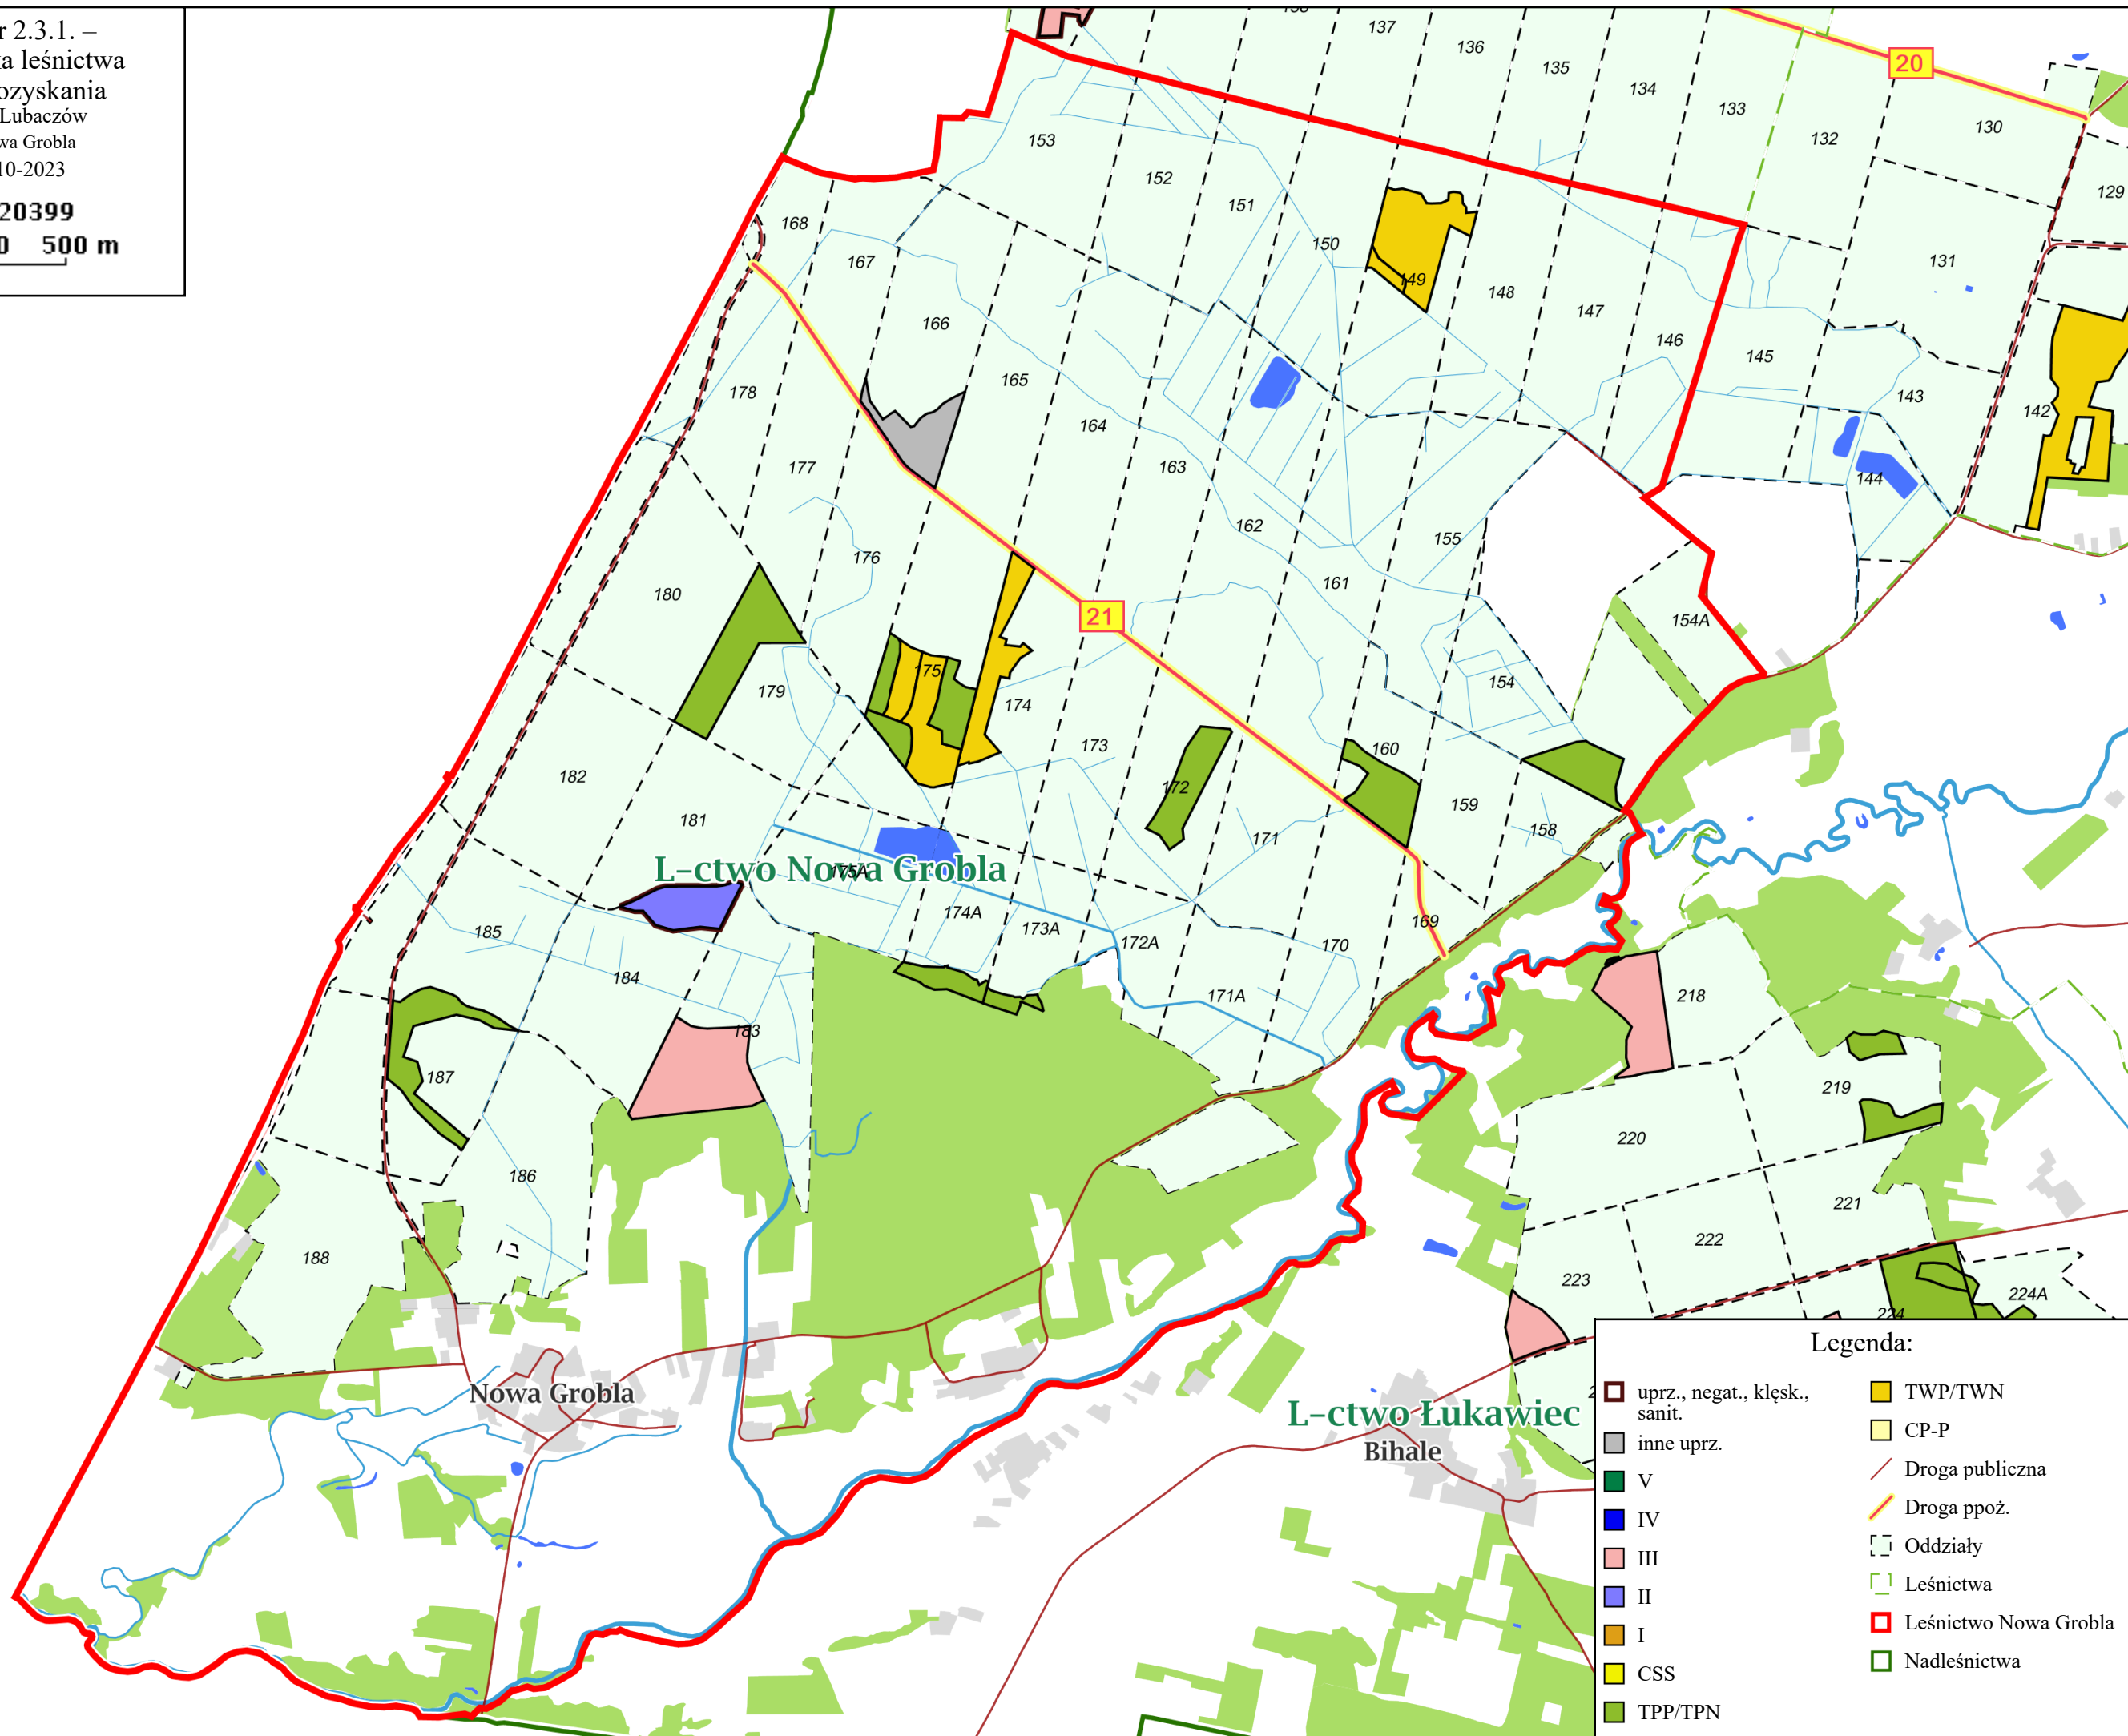 r 2.3.1. –
a leśnictwa
ozyskania
Lubaczów
wa Grobla
10-2023
20399
0 500 m
137
136
135
134
133
132
130
129
20
153
152
151
150
149
148
147
146
145
131
143
142
144
168
167
166
165
164
163
162
161
155
154A
154
178
177
176
180
179
175
174
173
172
160
159
158
171
21
182
181
L-ctwo Nowa Grobla
175A
174A
173A
172A
170
169
171A
185
184
183
187
186
188
218
219
220
221
222
223
224
224A
Nowa Grobla
L-ctwo Łukawiec
Bihale
Legenda:
uprz., negat., klęsk.,
sanit.
inne uprz.
V
IV
III
II
I
CSS
TPP/TPN
TWP/TWN
CP-P
Droga publiczna
Droga ppoż.
Oddziały
Leśnictwa
Leśnictwo Nowa Grobla
Nadleśnictwa